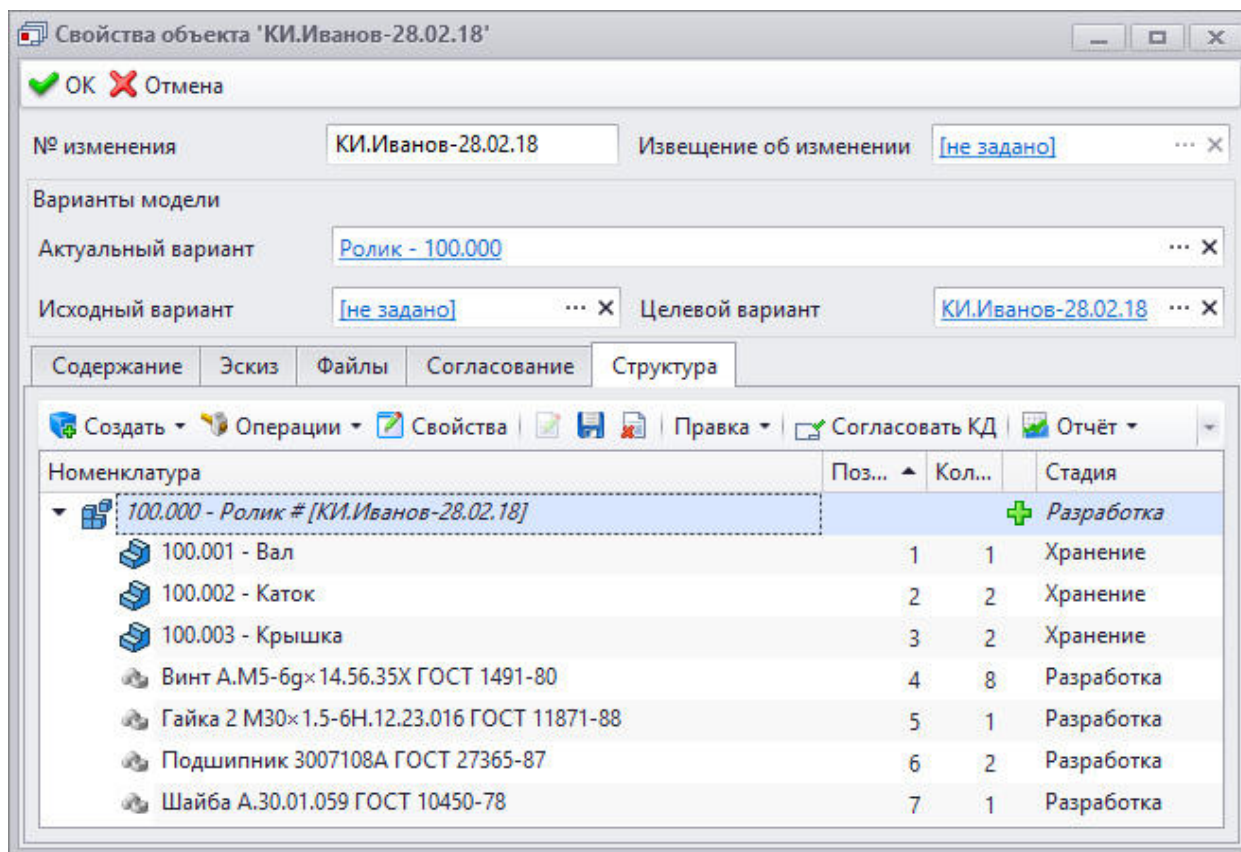 Свойства объекта 'КИ.Иванов-28.02.18'
ОК Отмена
№ изменения КИ.Иванов-28.02.18 Извещение об изменении [не задано]
Варианты модели
Актуальный вариант Ролик - 100.000
Исходный вариант [не задано] Целевой вариант КИ.Иванов-28.02.18
Содержание Эскиз Файлы Согласование Структура
Создать Операции Свойства Правка Согласовать КД Отчёт
Номенклатура Поз... Кол... Стадия
100.000 - Ролик # [КИ.Иванов-28.02.18] Разработка
100.001 - Вал 1 1 Хранение
100.002 - Каток 2 2 Хранение
100.003 - Крышка 3 2 Хранение
Винт А.М5-6g×14.56.35Х ГОСТ 1491-80 4 8 Разработка
Гайка 2 М30×1.5-6Н.12.23.016 ГОСТ 11871-88 5 1 Разработка
Подшипник 3007108А ГОСТ 27365-87 6 2 Разработка
Шайба А.30.01.059 ГОСТ 10450-78 7 1 Разработка